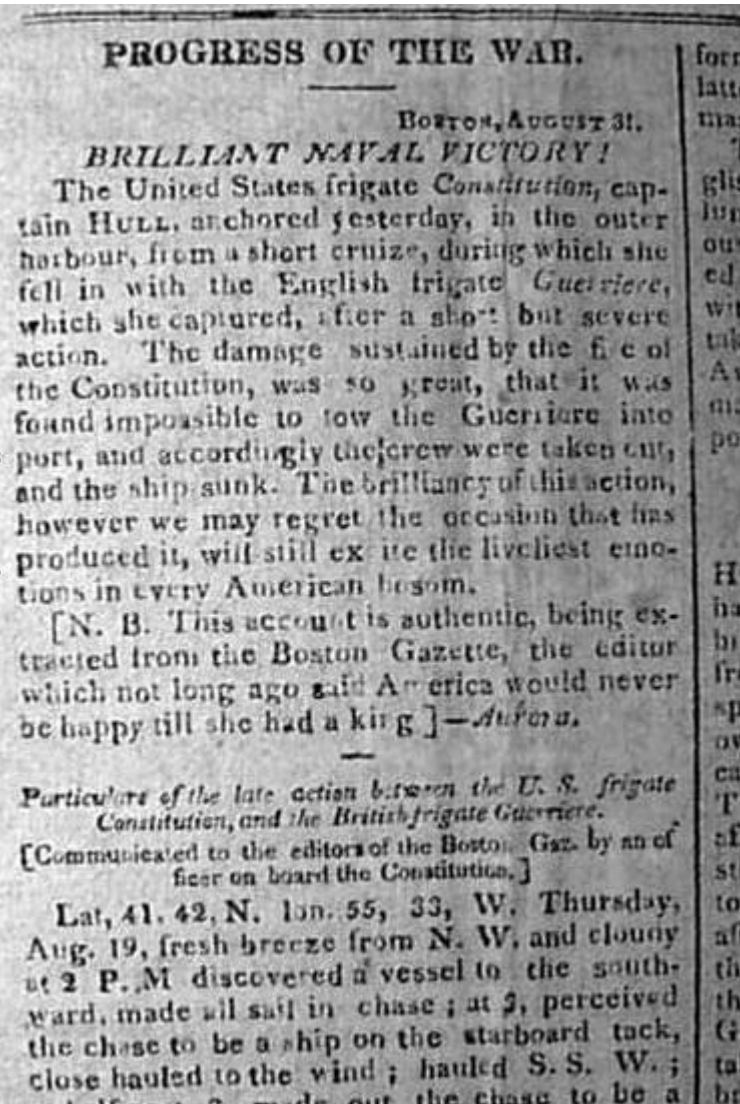 PROGRESS OF THE WAR.
BOSTON, AUGUST 31.
BRILLIANT NAVAL VICTORY!
The United States frigate Constitution, cap-
tain HULL, anchored yesterday, in the outer
harbour, from a short cruize, during which she
fell in with the English frigate Guerriere,
which she captured, after a short but severe
action. The damage sustained by the fire of
the Constitution, was so great, that it was
found impossible to tow the Guerriere into
port, and accordingly the crew were taken out,
and the ship sunk. The brilliancy of this action,
however we may regret the occasion that has
produced it, will still excite the liveliest emo-
tions in every American bosom.
[N. B. This account is authentic, being ex-
tracted from the Boston Gazette, the editor
which not long ago said America would never
be happy till she had a king]—Aurora.
Particulars of the late action between the U. S. frigate
Constitution, and the British frigate Guerriere.
[Communicated to the editors of the Boston Gaz. by an of
ficer on board the Constitution.]
Lat, 41. 42, N. lon. 55, 33, W. Thursday,
Aug. 19, fresh breeze from N. W. and cloudy
at 2 P. M discovered a vessel to the south-
ward, made all sail in chase; at 3, perceived
the chase to be a ship on the starboard tack,
close hauled to the wind; hauled S. S. W.;
made out the chase to be a